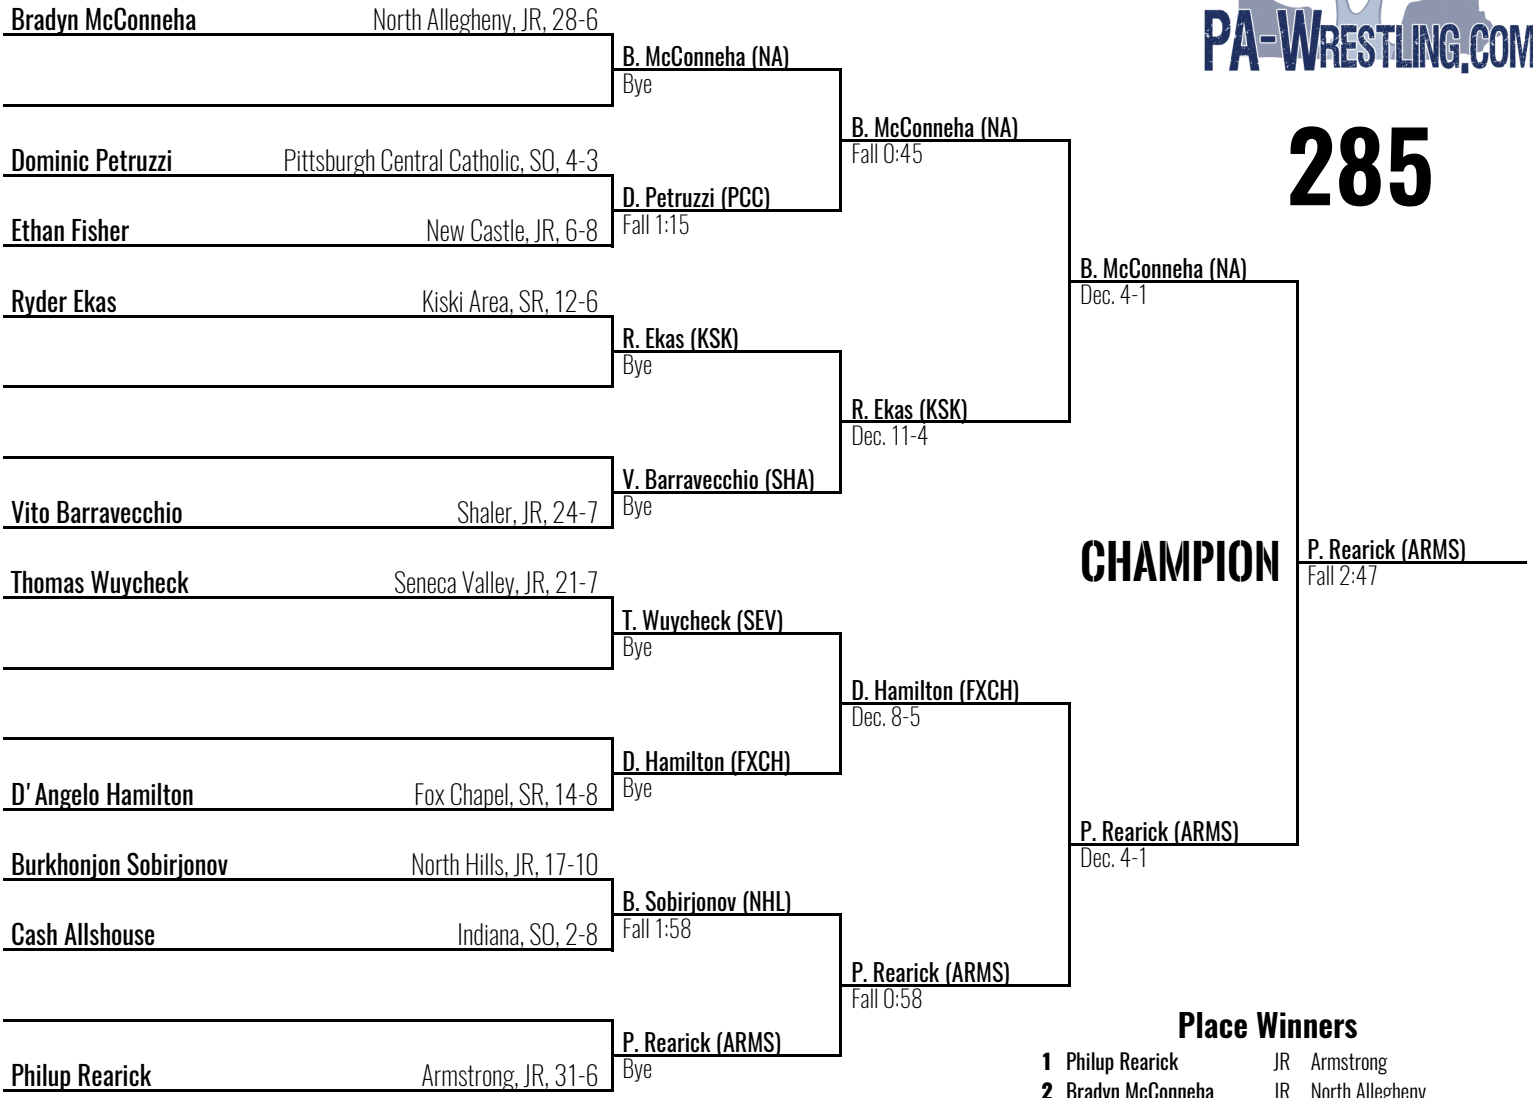 Bradyn McConneha North Allegheny, JR, 28-6
B. McConneha (NA)
Bye
PA-WRESTLING.COM
B. McConneha (NA)
Fall 0:45
285
Dominic Petruzzi Pittsburgh Central Catholic, SO, 4-3
D. Petruzzi (PCC)
Fall 1:15
Ethan Fisher New Castle, JR, 6-8
B. McConneha (NA)
Dec. 4-1
Ryder Ekas Kiski Area, SR, 12-6
R. Ekas (KSK)
Bye
R. Ekas (KSK)
Dec. 11-4
V. Barravecchio (SHA)
Bye
Vito Barravecchio Shaler, JR, 24-7
CHAMPION
P. Rearick (ARMS)
Fall 2:47
Thomas Wuycheck Seneca Valley, JR, 21-7
T. Wuycheck (SEV)
Bye
D. Hamilton (FXCH)
Dec. 8-5
D. Hamilton (FXCH)
Bye
D'Angelo Hamilton Fox Chapel, SR, 14-8
P. Rearick (ARMS)
Dec. 4-1
Burkhonjon Sobirjonov North Hills, JR, 17-10
B. Sobirjonov (NHL)
Fall 1:58
Cash Allshouse Indiana, SO, 2-8
P. Rearick (ARMS)
Fall 0:58
P. Rearick (ARMS)
Bye
Philup Rearick Armstrong, JR, 31-6
Place Winners
1 Philup Rearick JR Armstrong
2 Bradyn McConneha JR North Allegheny